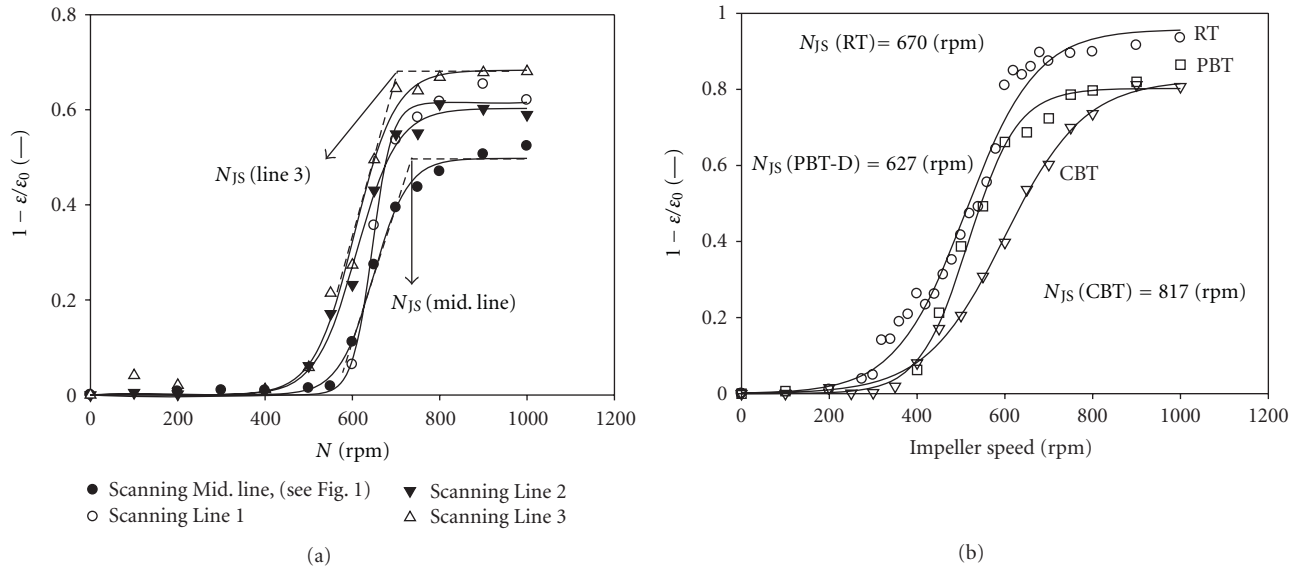 0.8
0.6
0.4
0.2
0
1 − ε/ε0 (—)
NJS (line 3)
NJS (mid. line)
0 200 400 600 800 1000 1200
N (rpm)
Scanning Mid. line, (see Fig. 1)
Scanning Line 1
Scanning Line 2
Scanning Line 3
(a)
1
0.8
0.6
0.4
0.2
0
1 − ε/ε0 (—)
NJS (RT)= 670 (rpm)
RT
PBT
NJS (PBT-D) = 627 (rpm)
CBT
NJS (CBT) = 817 (rpm)
0 200 400 600 800 1000 1200
Impeller speed (rpm)
(b)